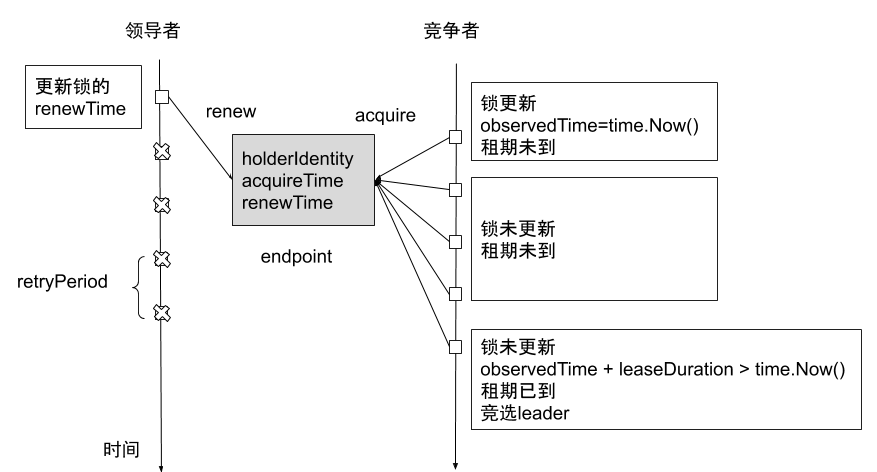 领导者
竞争者
更新锁的
renewTime
renew
acquire
锁更新
observedTime=time.Now()
租期未到
holderIdentity
acquireTime
renewTime
endpoint
锁未更新
租期未到
retryPeriod
锁未更新
observedTime + leaseDuration > time.Now()
租期已到
竞选leader
时间